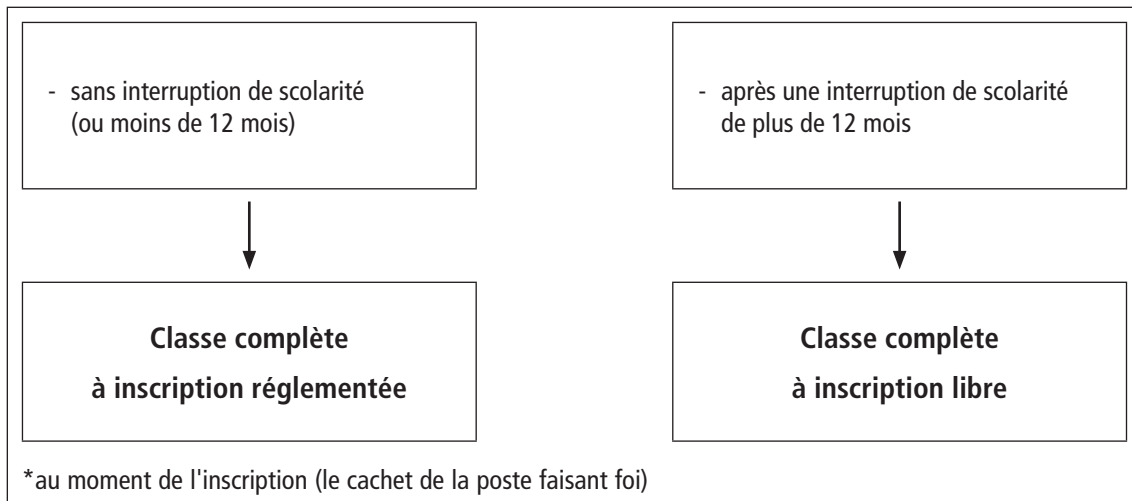 - sans interruption de scolarité
(ou moins de 12 mois)
- après une interruption de scolarité
de plus de 12 mois
Classe complète
à inscription réglementée
Classe complète
à inscription libre
*au moment de l'inscription (le cachet de la poste faisant foi)